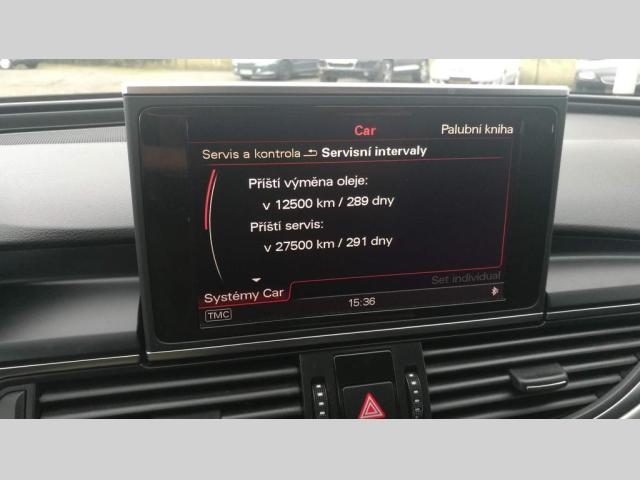 Car
Palubní kniha
Servis a kontrola Servisní intervaly
Příští výměna oleje:
v 12500 km / 289 dny
Příští servis:
v 27500 km / 291 dny
Set individual
Systémy Car
15:36
TMC